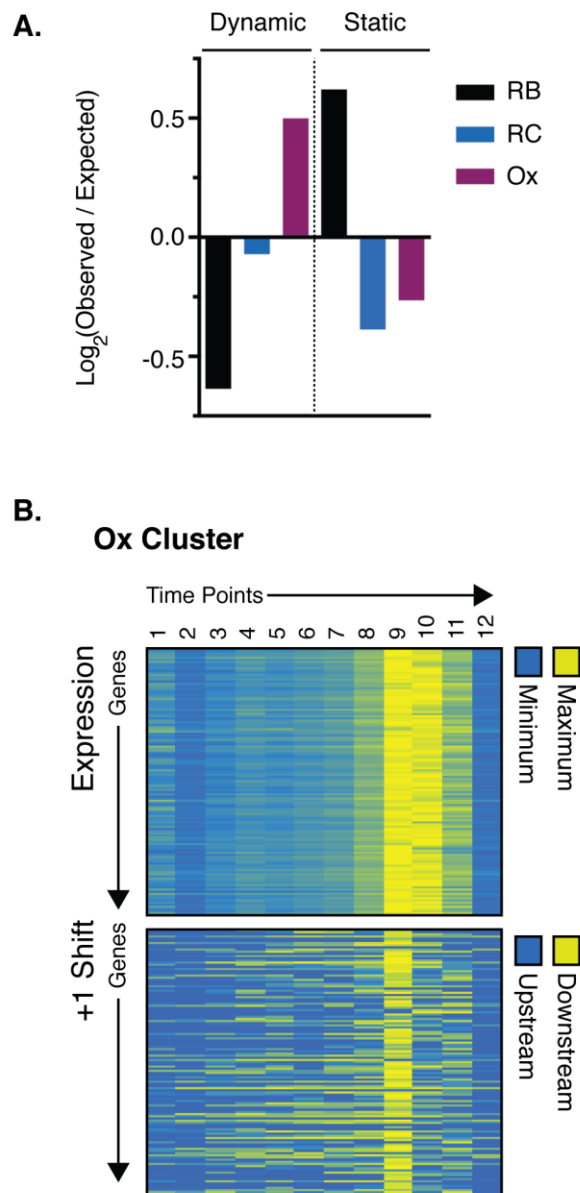 A.
Dynamic Static
Log2(Observed / Expected)
0.5
0.0
-0.5
RB
RC
Ox
B.
Ox Cluster
Time Points
1 2 3 4 5 6 7 8 9 10 11 12
Expression
Genes
Minimum
Maximum
+1 Shift
Genes
Upstream
Downstream